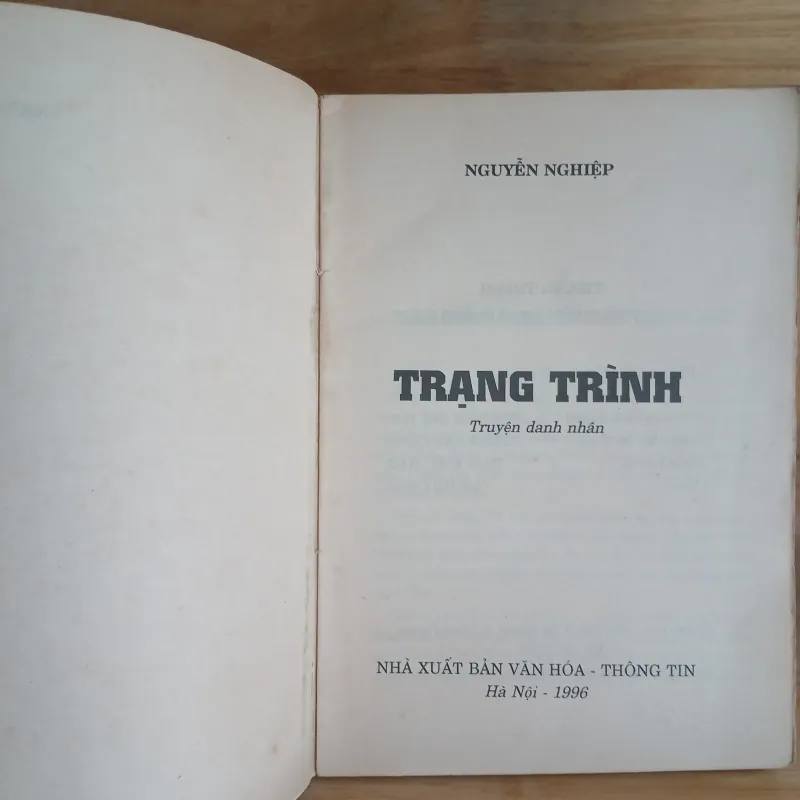 NGUYỄN NGHIỆP
TRẠNG TRÌNH
Truyện danh nhân
NHÀ XUẤT BẢN VĂN HÓA - THÔNG TIN
Hà Nội - 1996